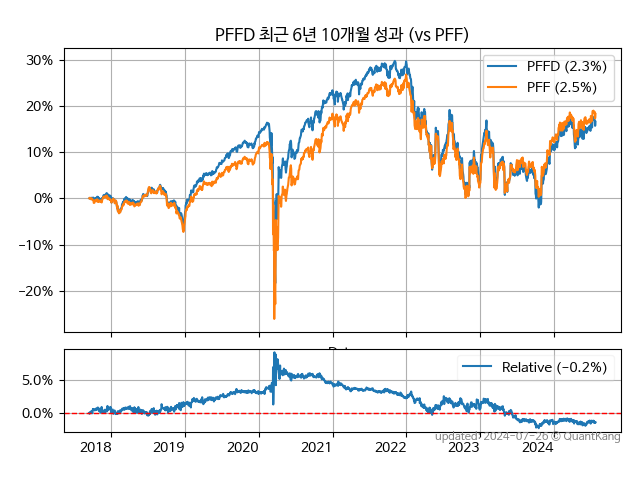 PFFD 최근 6년 10개월 성과 (vs PFF)
30%
20%
10%
0%
−10%
−20%
PFFD (2.3%)
PFF (2.5%)
5.0%
0.0%
Relative (−0.2%)
2018 2019 2020 2021 2022 2023 2024
updated: 2024-07-26 © QuantKang